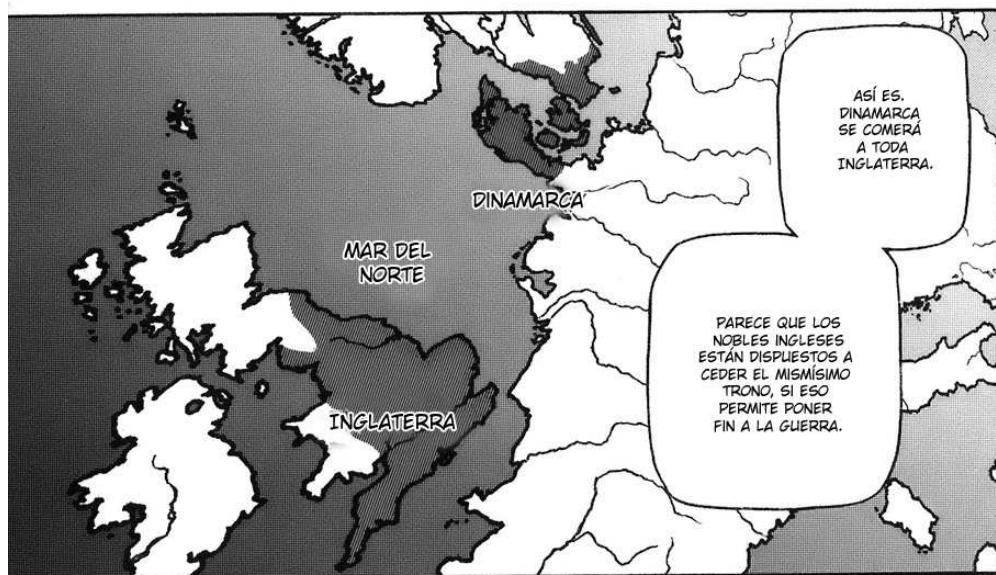 ASÍ ES.
DINAMARCA
SE COMERÁ
A TODA
INGLATERRA.
PARECE QUE LOS
NOBLES INGLESES
ESTÁN DISPUESTOS A
CEDER EL MISMÍSIMO
TRONO, SI ESO
PERMITE PONER
FIN A LA GUERRA.
DINAMARCA
MAR DEL
NORTE
INGLATERRA